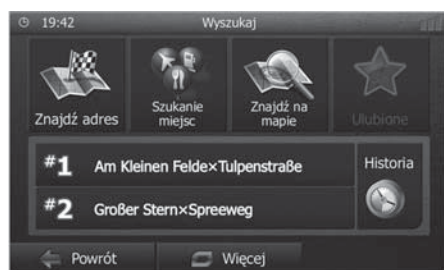 19:42 Wyszukaj
Znajdź adres
Szukanie miejsc
Znajdź na mapie
Ulubione
#1 Am Kleinen Felde×Tulpenstraße
Historia
#2 Großer Stern×Spreeweg
Powrót
Więcej